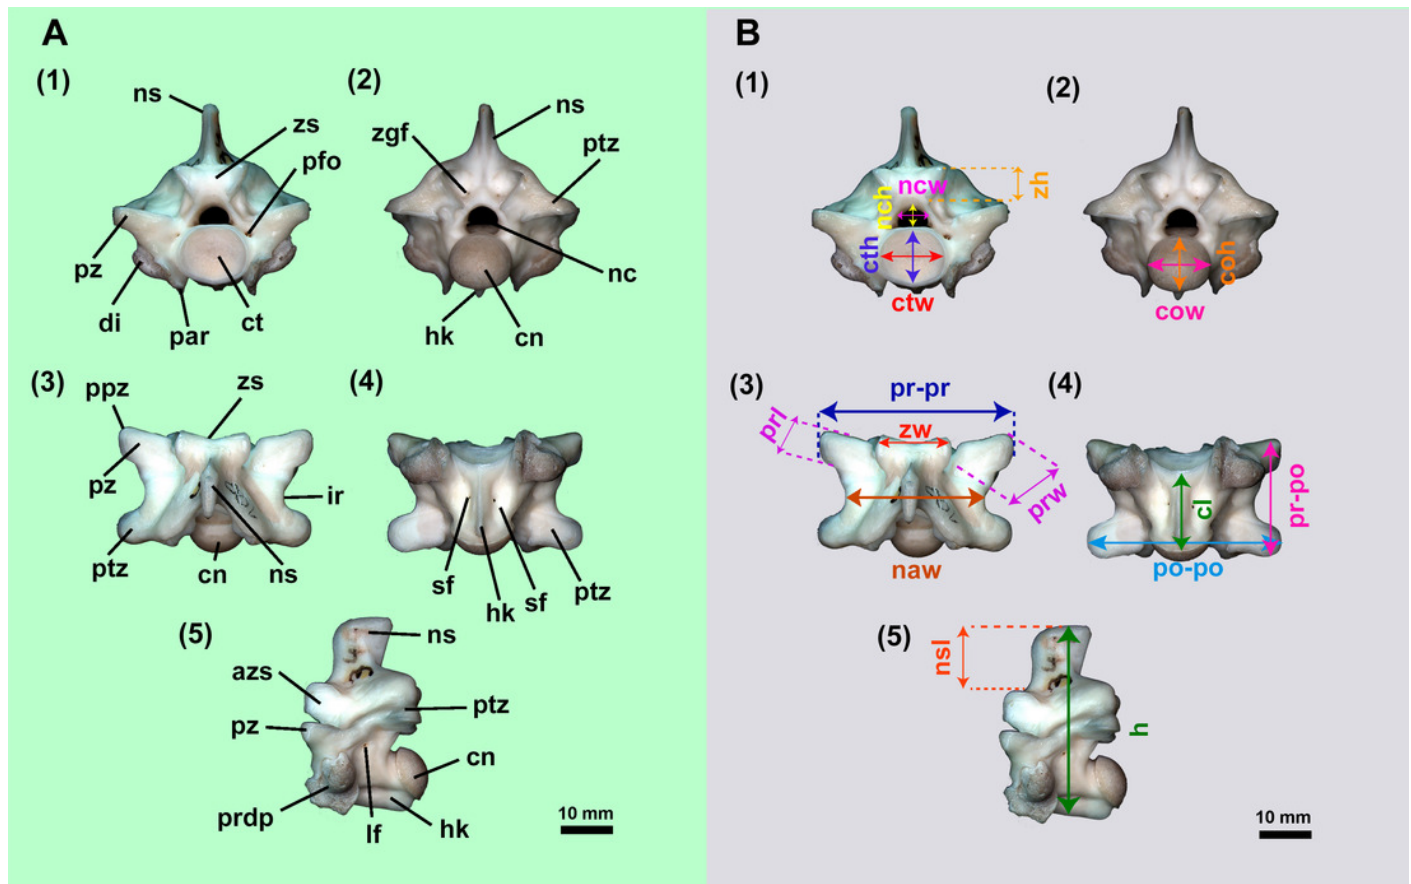 A
(1)
(2)
ns
zs
pfo
pz
di
par
ct
zgf
ns
ptz
nc
hk
cn
(3)
(4)
ppz
zs
pz
ir
ptz
cn
ns
sf
hk
sf
ptz
(5)
ns
azs
ptz
pz
cn
prdp
lf
hk
10 mm
B
(1)
(2)
zh
ncw
nch
cth
ctw
coh
cow
(3)
(4)
pr-pr
prl
zw
prw
naw
cl
pr-po
po-po
(5)
nsl
h
10 mm